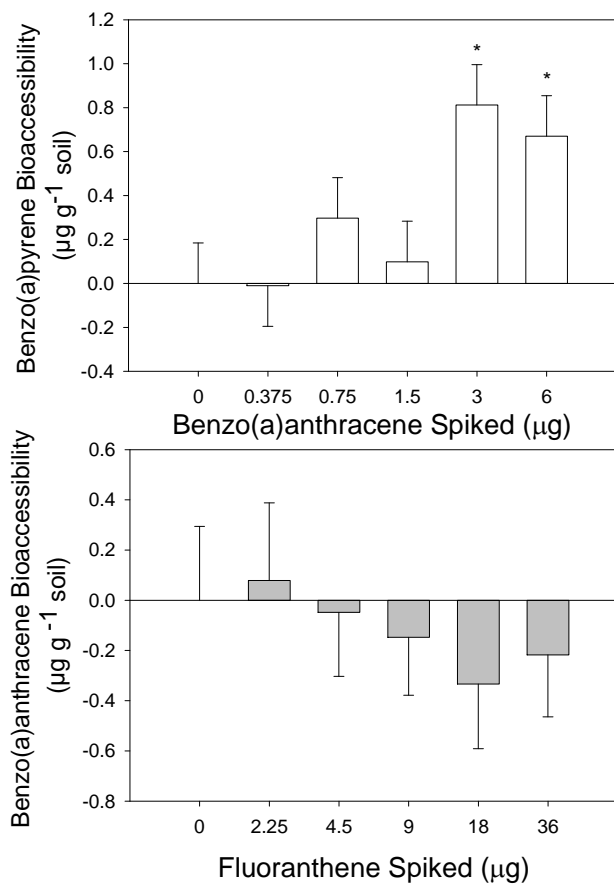 Benzo(a)pyrene Bioaccessibility
(µg g⁻¹ soil)
1.2
1.0
0.8
0.6
0.4
0.2
0.0
-0.2
-0.4
*
*
0 0.375 0.75 1.5 3 6
Benzo(a)anthracene Spiked (µg)
Benzo(a)anthracene Bioaccessibility
(µg g⁻¹ soil)
0.6
0.4
0.2
0.0
-0.2
-0.4
-0.6
-0.8
0 2.25 4.5 9 18 36
Fluoranthene Spiked (µg)